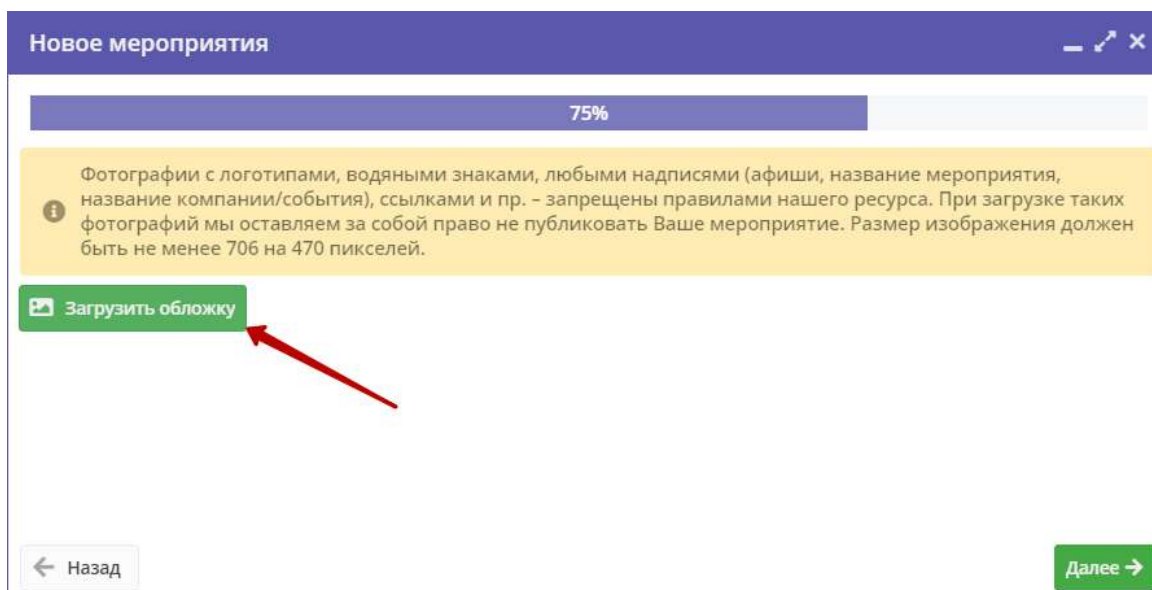 Новое мероприятия
75%
Фотографии с логотипами, водяными знаками, любыми надписями (афиши, название мероприятия,
название компании/события), ссылками и пр. – запрещены правилами нашего ресурса. При загрузке таких
фотографий мы оставляем за собой право не публиковать Ваше мероприятие. Размер изображения должен
быть не менее 706 на 470 пикселей.
Загрузить обложку
Назад
Далее